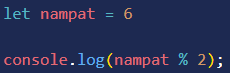 let nampat = 6
console.log(nampat % 2);